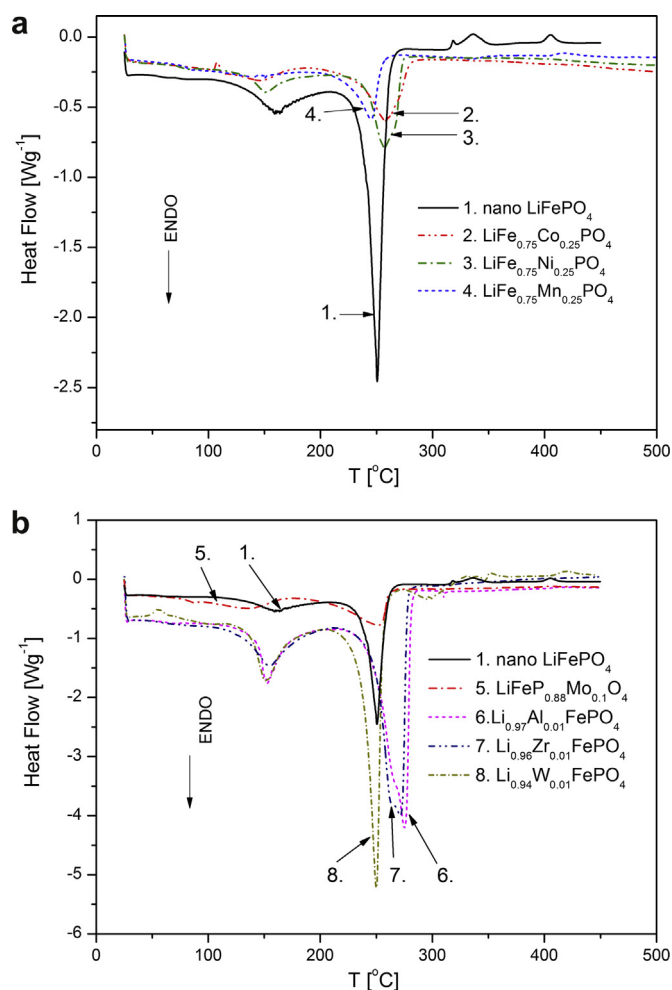 a
0.0
-0.5
-1.0
-1.5
-2.0
-2.5
Heat Flow [Wg⁻¹]
ENDO
4.
2.
3.
1.
1. nano LiFePO₄
2. LiFe₀.₇₅Co₀.₂₅PO₄
3. LiFe₀.₇₅Ni₀.₂₅PO₄
4. LiFe₀.₇₅Mn₀.₂₅PO₄
0 100 200 300 400 500
T [°C]
b
1
0
-1
-2
-3
-4
-5
-6
Heat Flow [Wg⁻¹]
ENDO
5.
1.
8.
7.
6.
1. nano LiFePO₄
5. LiFeP₀.₈₈Mo₀.₁O₄
6.Li₀.₉₇Al₀.₀₁FePO₄
7. Li₀.₉₆Zr₀.₀₁FePO₄
8. Li₀.₉₄W₀.₀₁FePO₄
0 100 200 300 400 500
T [°C]